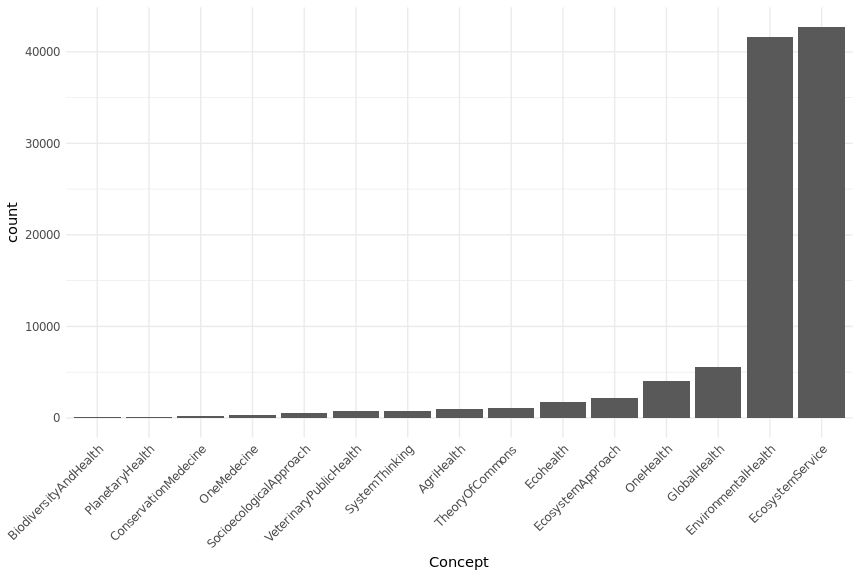 40000
30000
20000
10000
0
count
BiodiversityAndHealth
PlanetaryHealth
ConservationMedecine
OneMedecine
SocioecologicalApproach
VeterinaryPublicHealth
SystemThinking
AgriHealth
TheoryOfCommons
Ecohealth
EcosystemApproach
OneHealth
GlobalHealth
EnvironmentalHealth
EcosystemService
Concept